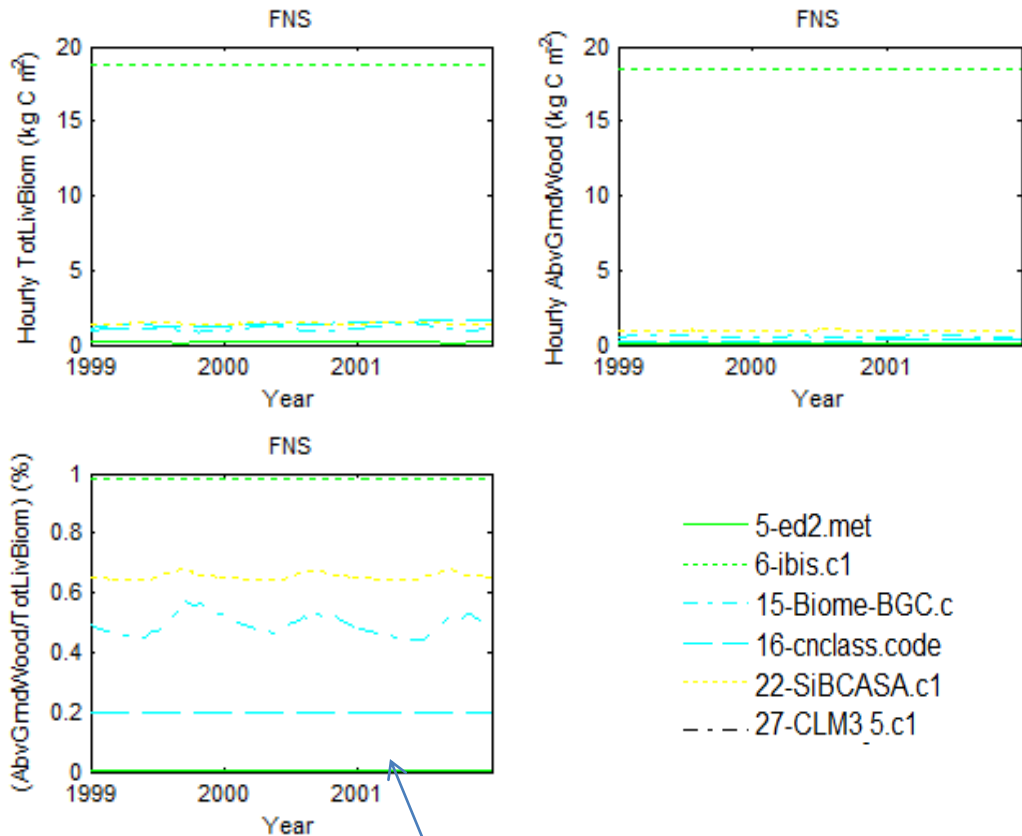 FNS
Hourly TotLivBiom (kg C m²)
20
15
10
5
0
1999
2000
2001
Year
FNS
Hourly AbvGrndWood (kg C m²)
20
15
10
5
0
1999
2000
2001
Year
FNS
(AbvGrndWood/TotLivBiom) (%)
1
0.8
0.6
0.4
0.2
0
1999
2000
2001
Year
5-ed2.met
6-ibis.c1
15-Biome-BGC.c
16-cnclass.code
22-SiBCASA.c1
27-CLM3_5.c1